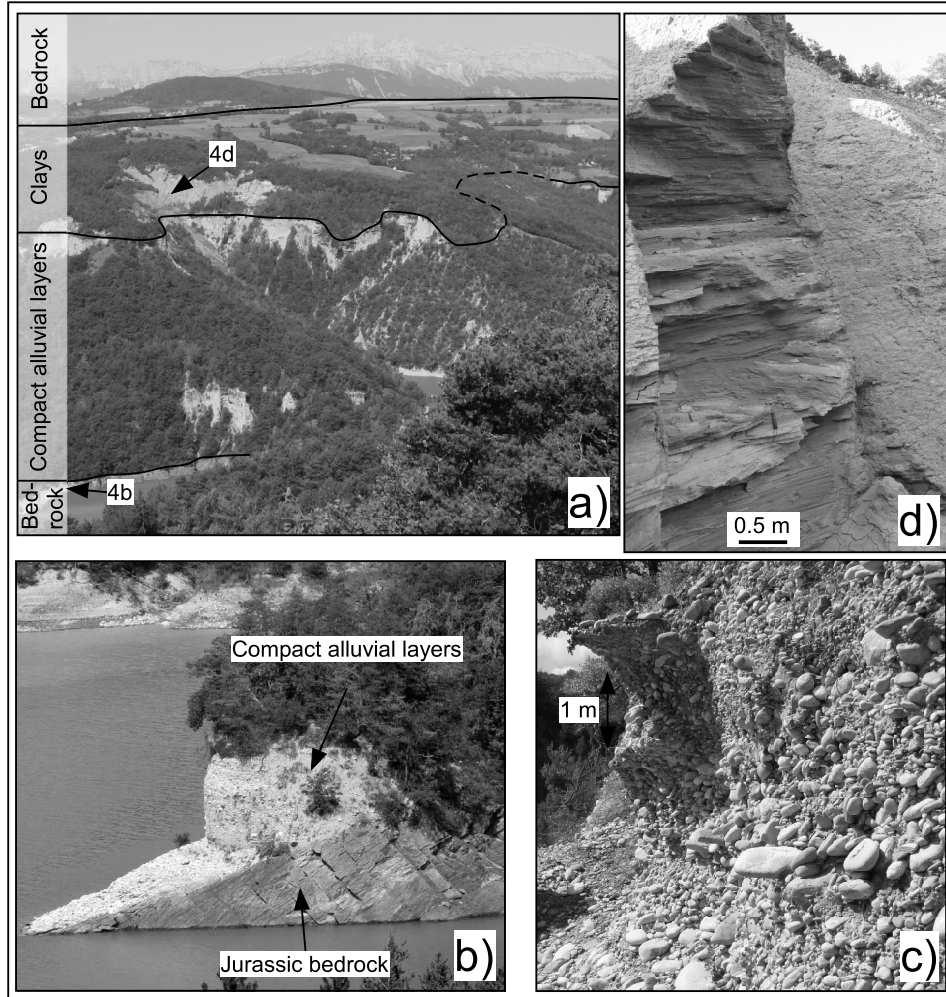 Bedrock
Clays
Compact alluvial layers
Bed-
rock
4d
4b
a)
0.5 m
d)
Compact alluvial layers
Jurassic bedrock
b)
1 m
c)